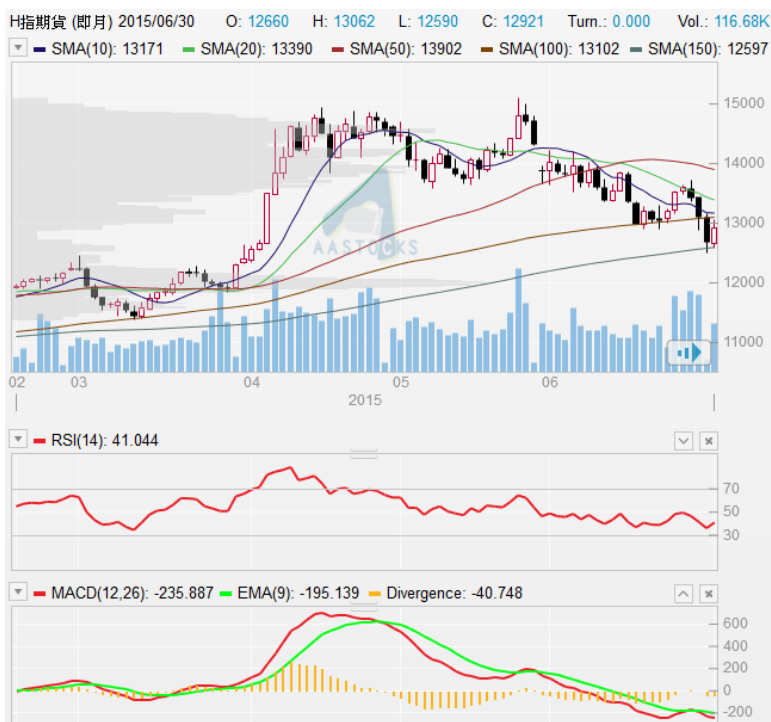 H指期貨 (即月) 2015/06/30 O: 12660 H: 13062 L: 12590 C: 12921 Turn.: 0.000 Vol.: 116.68K
SMA(10): 13171 SMA(20): 13390 SMA(50): 13902 SMA(100): 13102 SMA(150): 12597
15000
14000
13000
AASTOCKS
12000
11000
02 03 04 05 06
2015
RSI(14): 41.044
70
50
30
MACD(12,26): -235.887 EMA(9): -195.139 Divergence: -40.748
600
400
200
0
-200